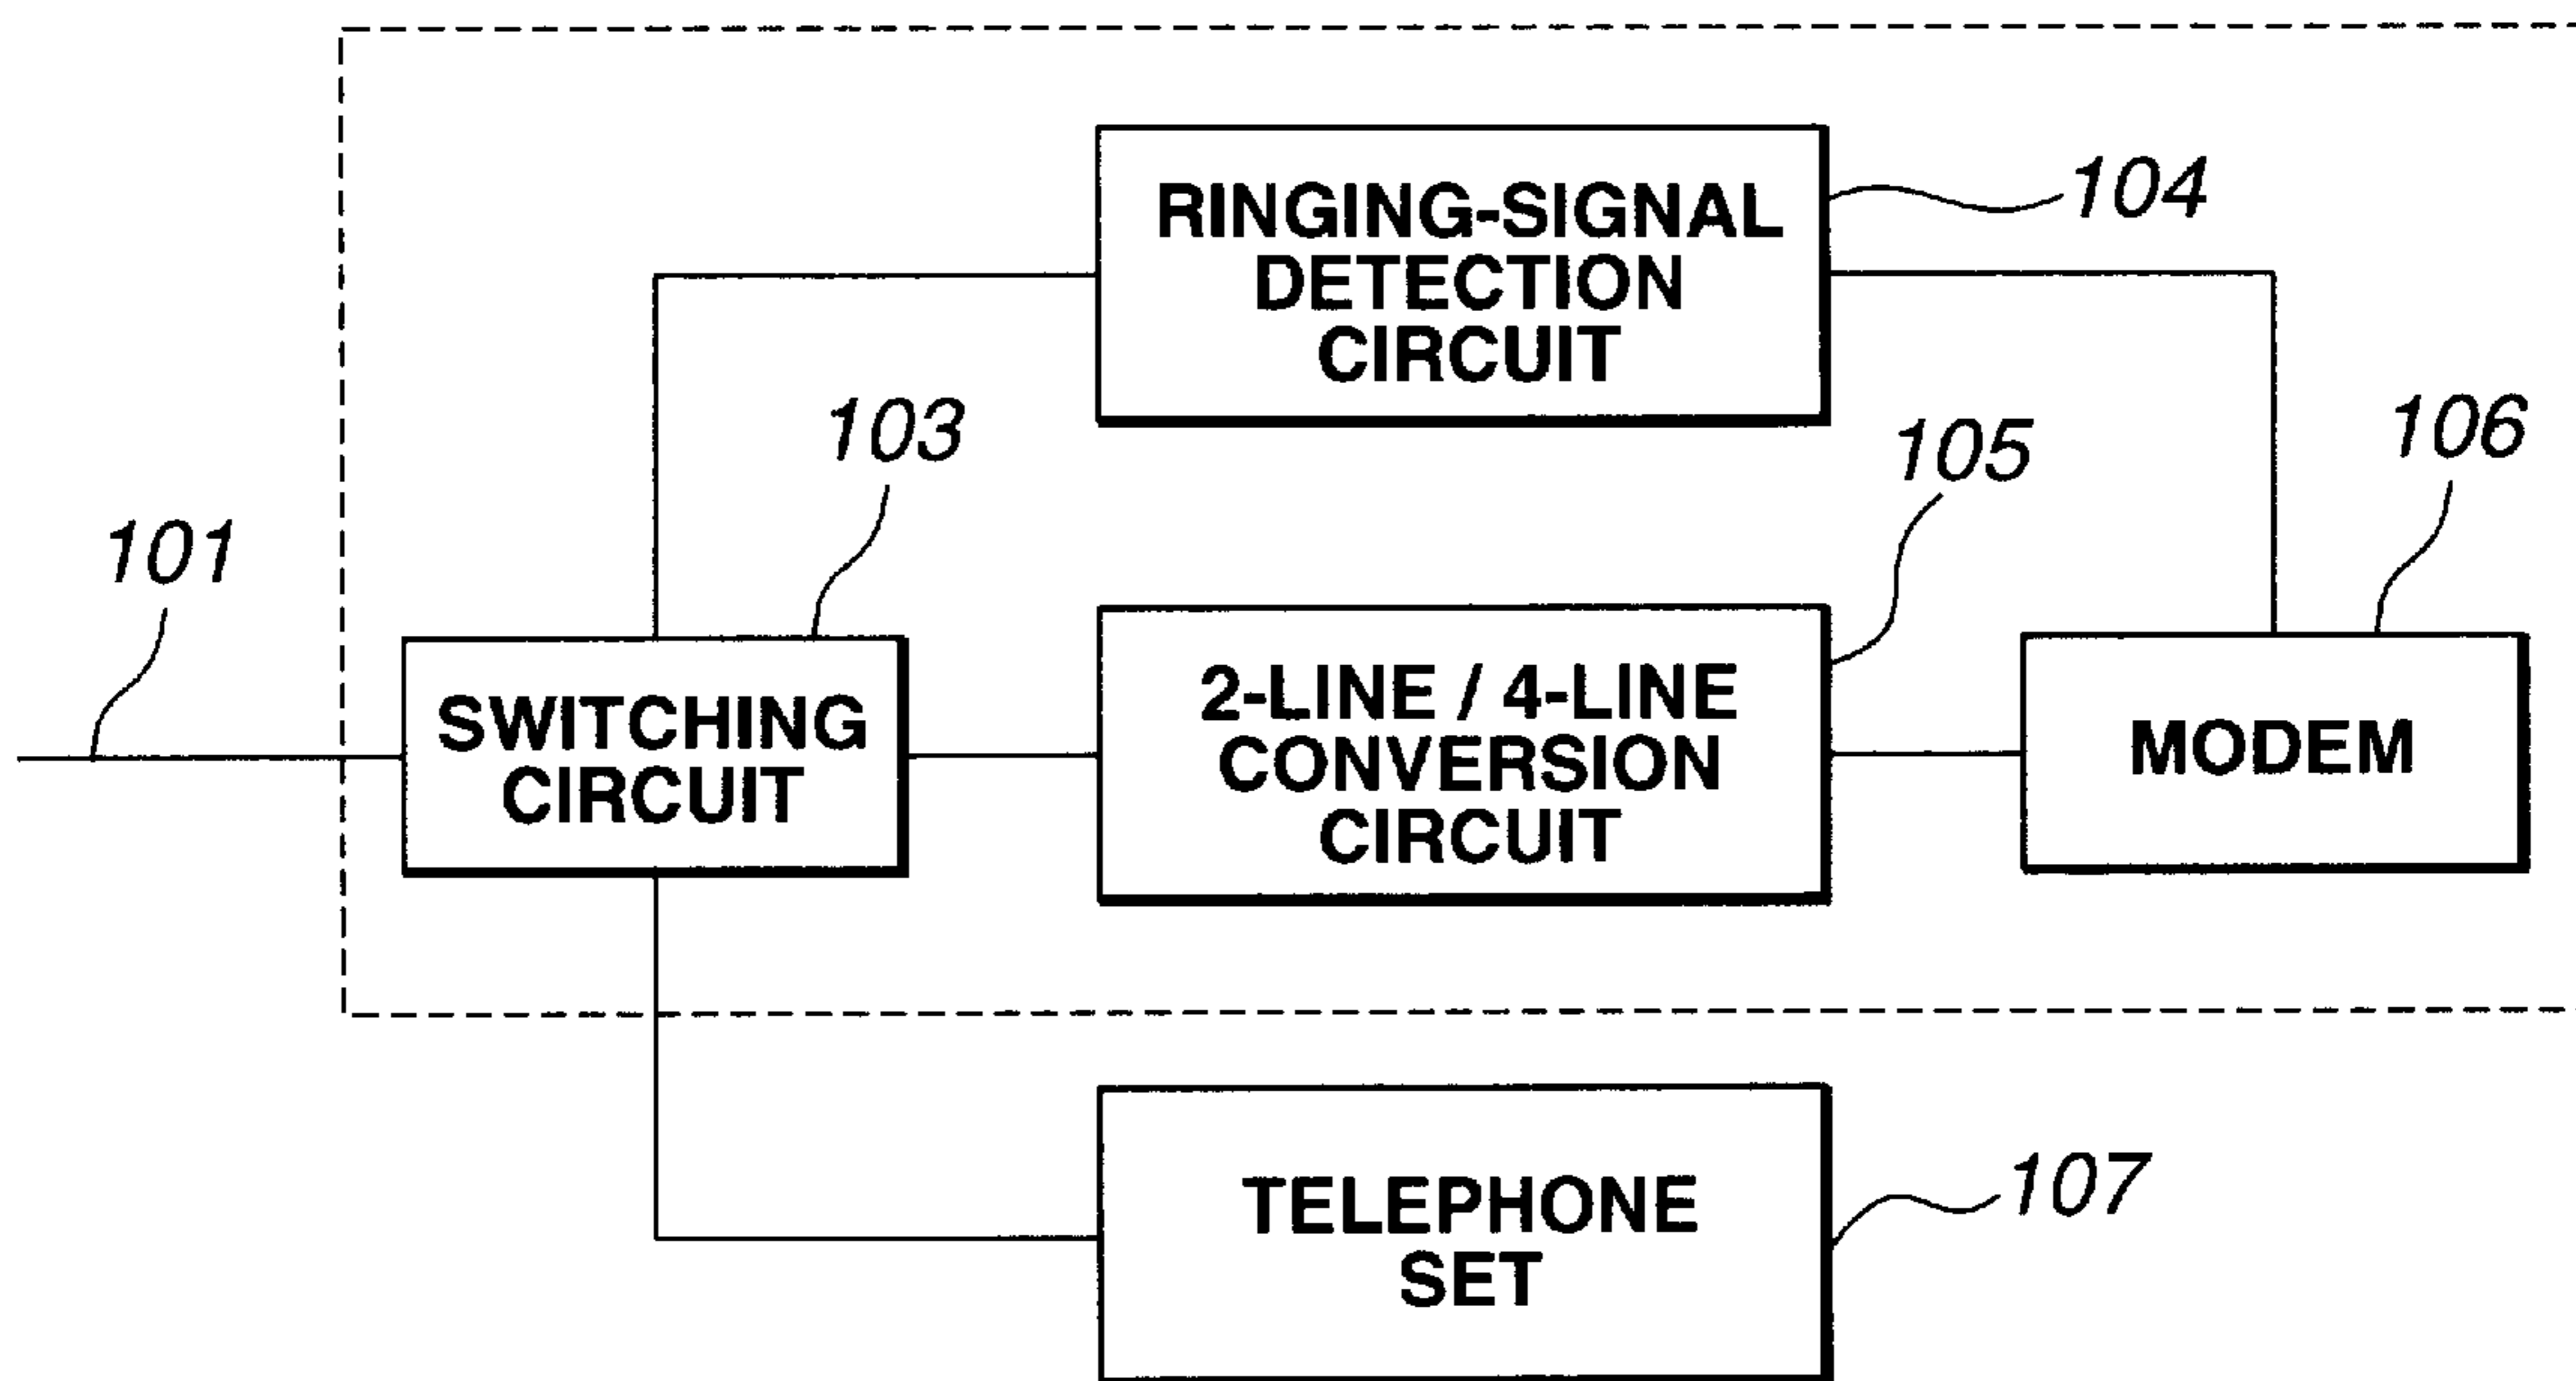 RINGING-SIGNAL
DETECTION
CIRCUIT
104
103
105
106
101
SWITCHING
CIRCUIT
2-LINE / 4-LINE
CONVERSION
CIRCUIT
MODEM
TELEPHONE
SET
107